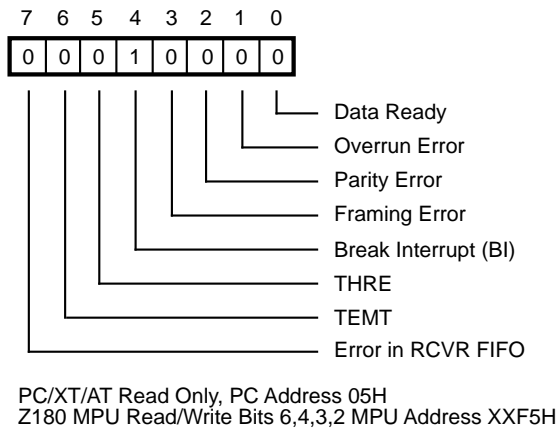 7 6 5 4 3 2 1 0
0 0 0 1 0 0 0 0
Data Ready
Overrun Error
Parity Error
Framing Error
Break Interrupt (BI)
THRE
TEMT
Error in RCVR FIFO
PC/XT/AT Read Only, PC Address 05H
Z180 MPU Read/Write Bits 6,4,3,2 MPU Address XXF5H